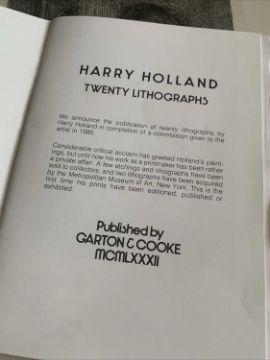 HARRY HOLLAND
TWENTY LITHOGRAPHS
We announce the publication of twenty lithographs by
Harry Holland in completion of a commission given to the
artist in 1980.
Considerable critical acclaim has greeted Holland's paint-
ings, but until now his work as a printmaker has been rather
a private affair. A few etchings and lithographs have been
sold to collectors, and two lithographs have been acquired
by the Metropolitan Museum of Art, New York. This is the
first time his prints have been editioned, published or
exhibited.
Published by
GARTON & COOKE
MCMLXXXII